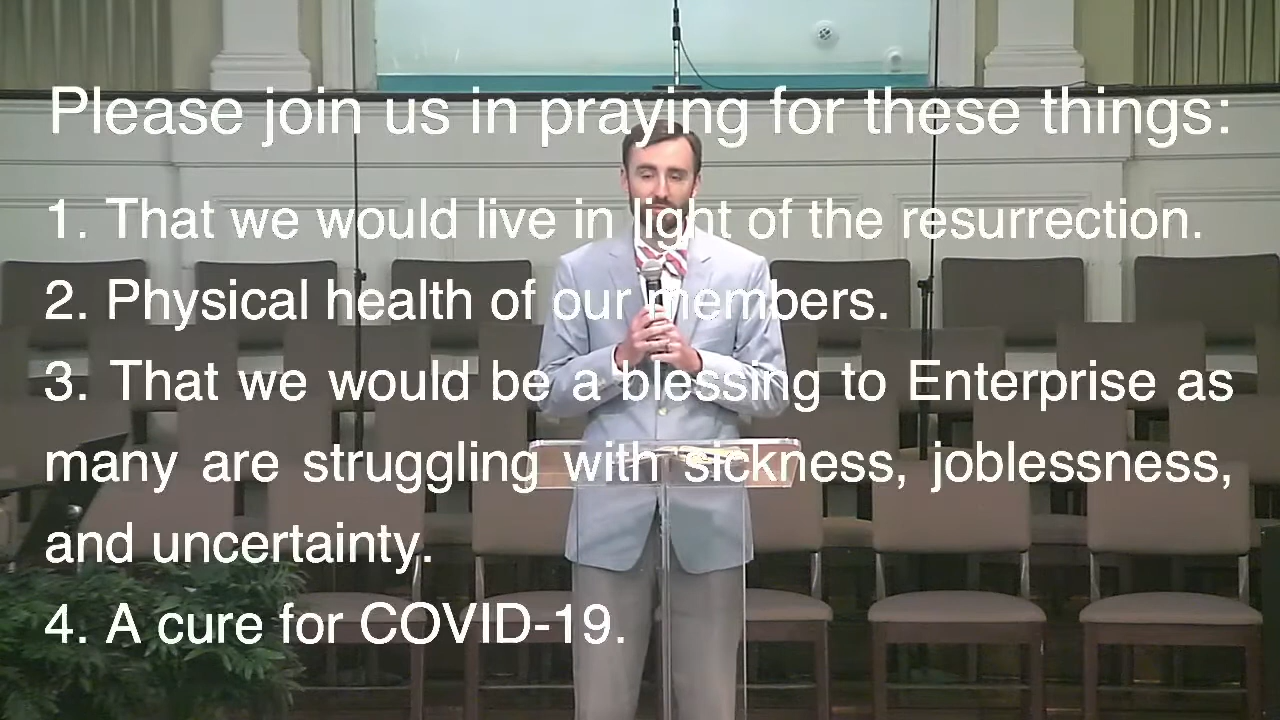 Please join us in praying for these things:
1. That we would live in light of the resurrection.
2. Physical health of our members.
3. That we would be a blessing to Enterprise as
many are struggling with sickness, joblessness,
and uncertainty.
4. A cure for COVID-19.